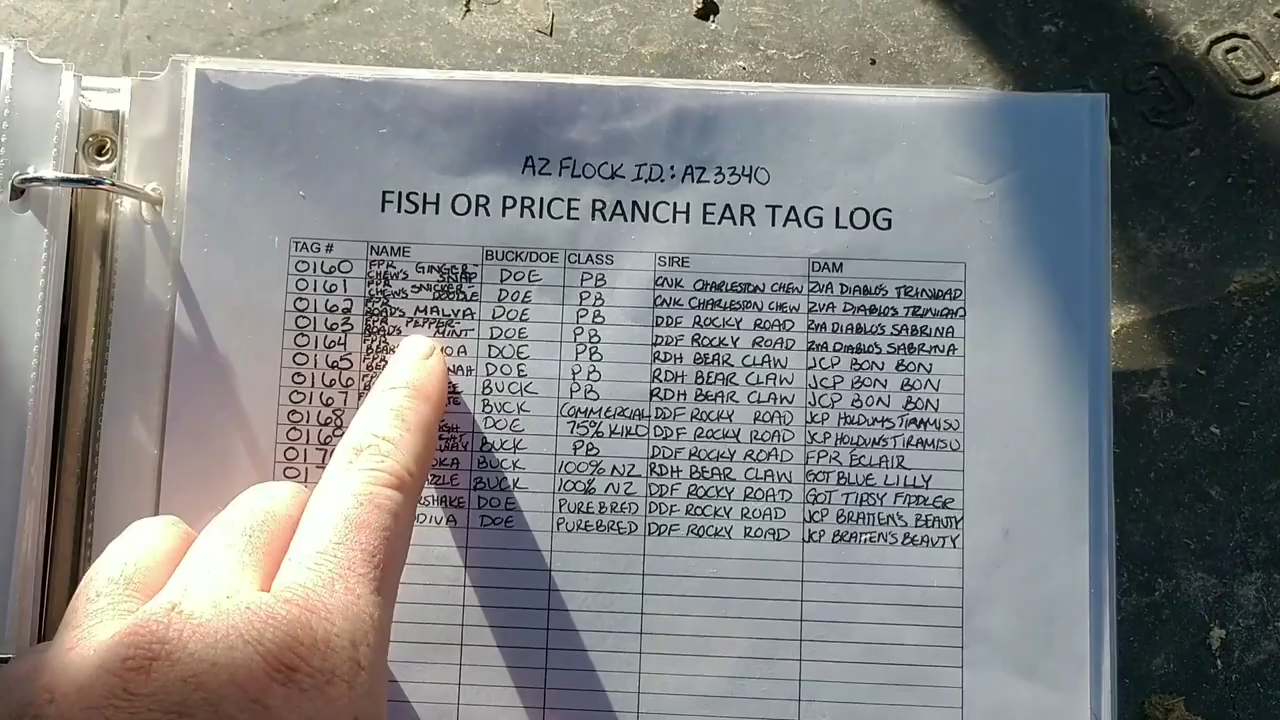 AZ FLOCK I.D.: AZ3340
FISH OR PRICE RANCH EAR TAG LOG
TAG # NAME BUCK/DOE CLASS SIRE DAM
0160 FPR GINGER- CHEW'S SNAP DOE PB CNK CHARLESTON CHEW ZVA DIABLO'S TRINIDAD
0161 FPR SNICKER- CHEW'S DOODLE DOE PB CNK CHARLESTON CHEW ZVA DIABLO'S TRINIDAD
0162 FPR ROAD'S MALVA DOE PB DDF ROCKY ROAD ZVA DIABLO'S SABRINA
0163 FPR PEPPER- ROAD'S MINT DOE PB DDF ROCKY ROAD ZVA DIABLO'S SABRINA
0164 FPR DOE PB RDH BEAR CLAW JCP BON BON
0165 FPR DOE PB RDH BEAR CLAW JCP BON BON
0166 BUCK PB RDH BEAR CLAW JCP BON BON
0167 BUCK COMMERCIAL DDF ROCKY ROAD JCP HOLDUMS TIRAMISU
0168 DOE 75% KIKO DDF ROCKY ROAD JCP HOLDUMS TIRAMISU
BUCK PB DDF ROCKY ROAD FPR ECLAIR
BUCK 100% NZ RDH BEAR CLAW GOT BLUE LILLY
BUCK 100% NZ DDF ROCKY ROAD GOT TIPSY FIDDLER
DOE PUREBRED DDF ROCKY ROAD JCP BRATTEN'S BEAUTY
DIVA DOE PUREBRED DDF ROCKY ROAD JCP BRATTEN'S BEAUTY